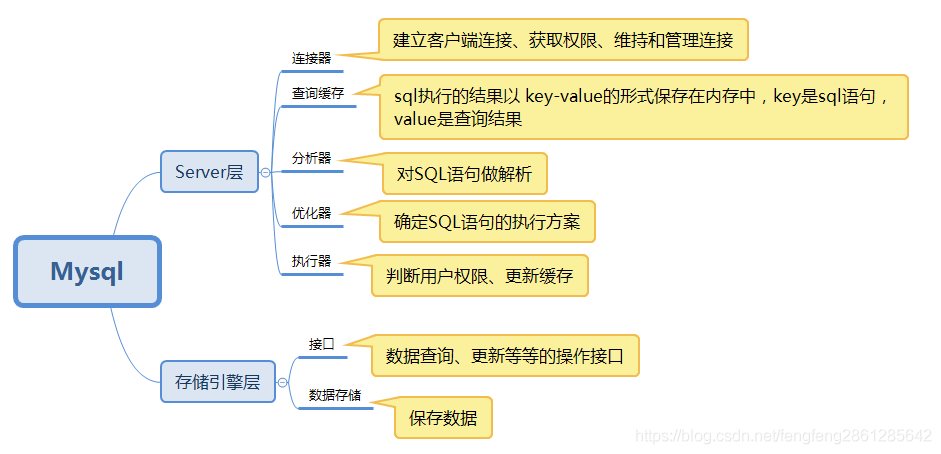 Mysql
Server层
连接器
建立客户端连接、获取权限、维持和管理连接
查询缓存
sql执行的结果以 key-value的形式保存在内存中，key是sql语句，
value是查询结果
分析器
对SQL语句做解析
优化器
确定SQL语句的执行方案
执行器
判断用户权限、更新缓存
存储引擎层
接口
数据查询、更新等等的操作接口
数据存储
保存数据
https://blog.csdn.net/fengfeng2861285642